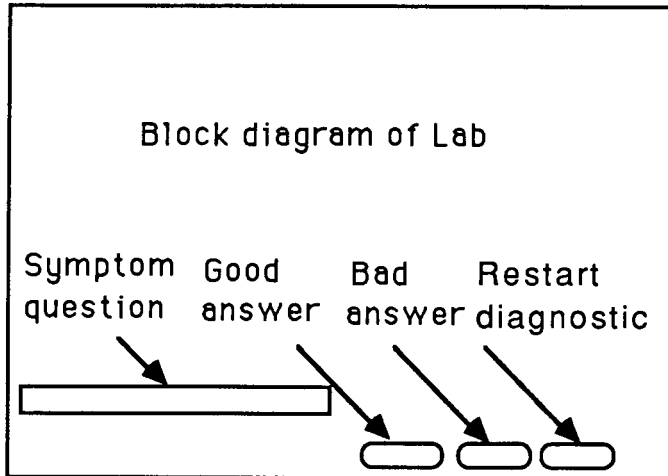 Block diagram of Lab
Symptom question
Good answer
Bad answer
Restart diagnostic